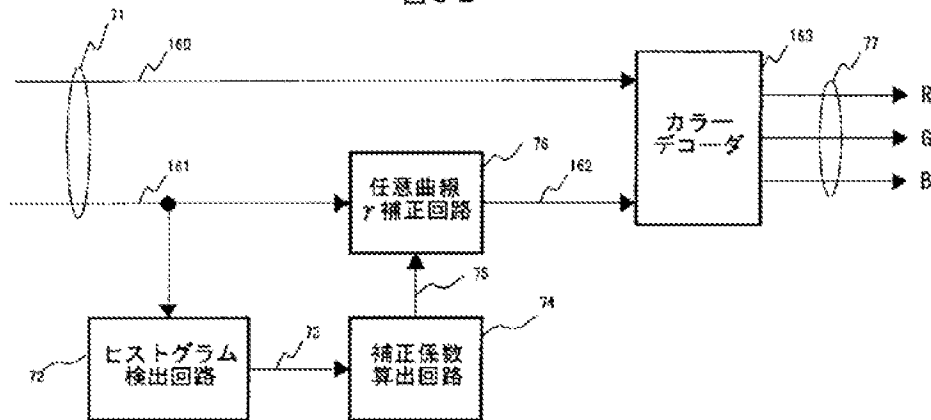 71
160
163
77
R
カラー
デコーダ
G
B
161
76
162
任意曲線
γ補正回路
75
74
72
ヒストグラム
検出回路
73
補正係数
算出回路